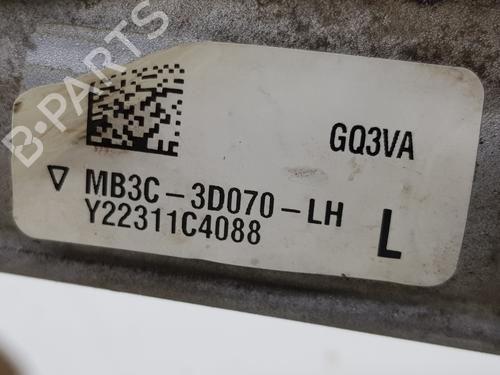 GQ3VA
MB3C-3D070-LH
Y22311C4088
L
B-PARTS